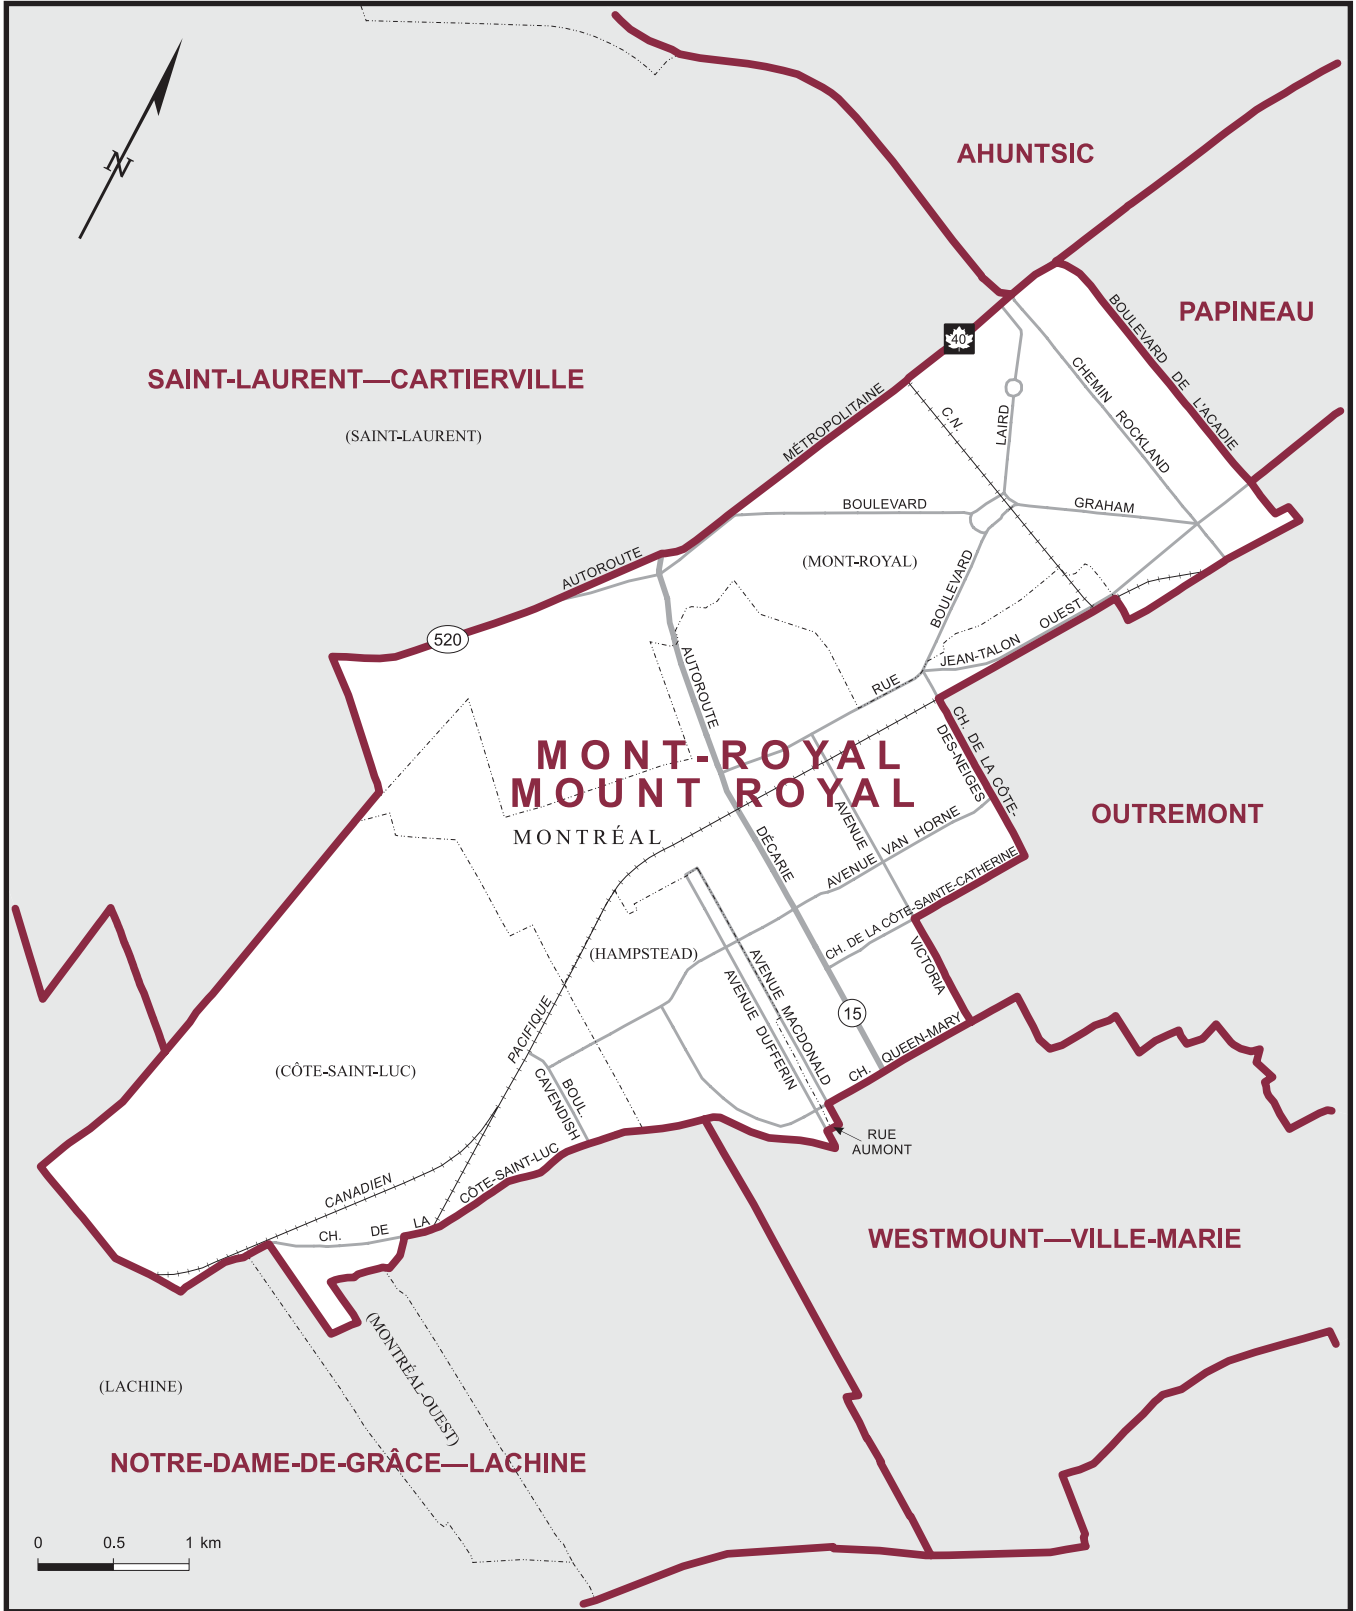 N
AHUNTSIC
PAPINEAU
SAINT-LAURENT—CARTIERVILLE
(SAINT-LAURENT)
40
BOULEVARD DE L'ACADIE
CHEMIN ROCKLAND
C.N.
LAIRD
MÉTROPOLITAINE
BOULEVARD
GRAHAM
(MONT-ROYAL)
AUTOROUTE
BOULEVARD
520
JEAN-TALON OUEST
RUE
AUTOROUTE
MONT-ROYAL
MOUNT ROYAL
MONTRÉAL
CH. DE LA CÔTE-
DES-NEIGES
OUTREMONT
AVENUE
AVENUE VAN HORNE
DÉCARIE
CH. DE LA CÔTE-SAINTE-CATHERINE
VICTORIA
(HAMPSTEAD)
AVENUE MACDONALD
AVENUE DUFFERIN
15
CH. QUEEN-MARY
PACIFIQUE
(CÔTE-SAINT-LUC)
BOUL.
CAVENDISH
RUE
AUMONT
CÔTE-SAINT-LUC
CANADIEN
CH. DE LA
WESTMOUNT—VILLE-MARIE
(MONTRÉAL-OUEST)
(LACHINE)
NOTRE-DAME-DE-GRÂCE—LACHINE
0 0.5 1 km